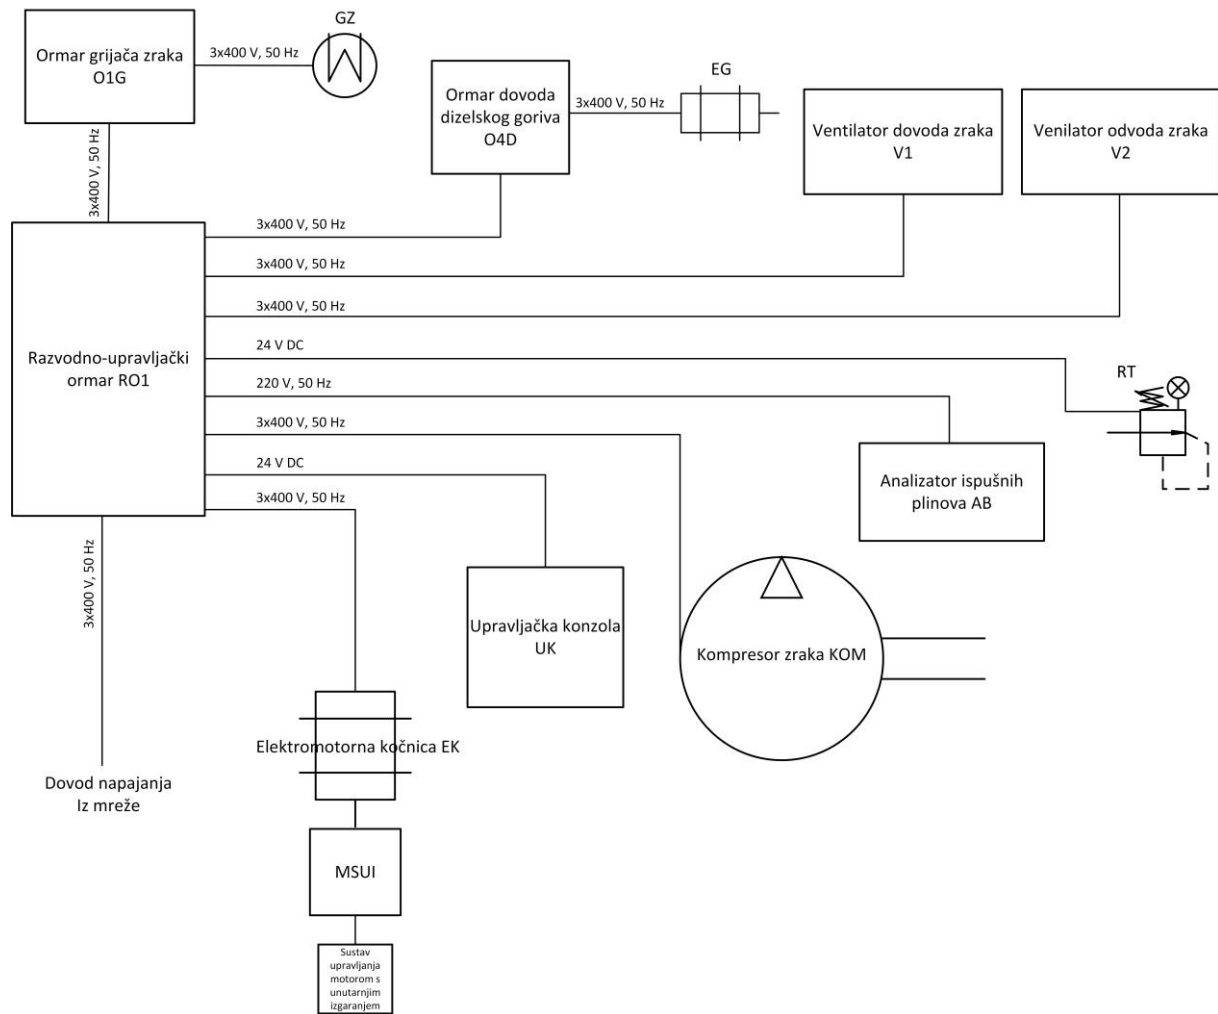 GZ
Ormar grijača zraka
O1G
3x400 V, 50 Hz
EG
Ormar dovoda
dizelskog goriva
O4D
3x400 V, 50 Hz
Ventilator dovoda zraka
V1
Venilator odvoda zraka
V2
3x400 V, 50 Hz
3x400 V, 50 Hz
3x400 V, 50 Hz
3x400 V, 50 Hz
24 V DC
Razvodno-upravljački
ormar RO1
RT
220 V, 50 Hz
3x400 V, 50 Hz
24 V DC
3x400 V, 50 Hz
Analizator ispušnih
plinova AB
3x400 V, 50 Hz
Upravljačka konzola
UK
Kompresor zraka KOM
Elektromotorna kočnica EK
Dovod napajanja
Iz mreže
MSUI
Sustav
upravljanja
motorom s
unutarnjim
izgaranjem